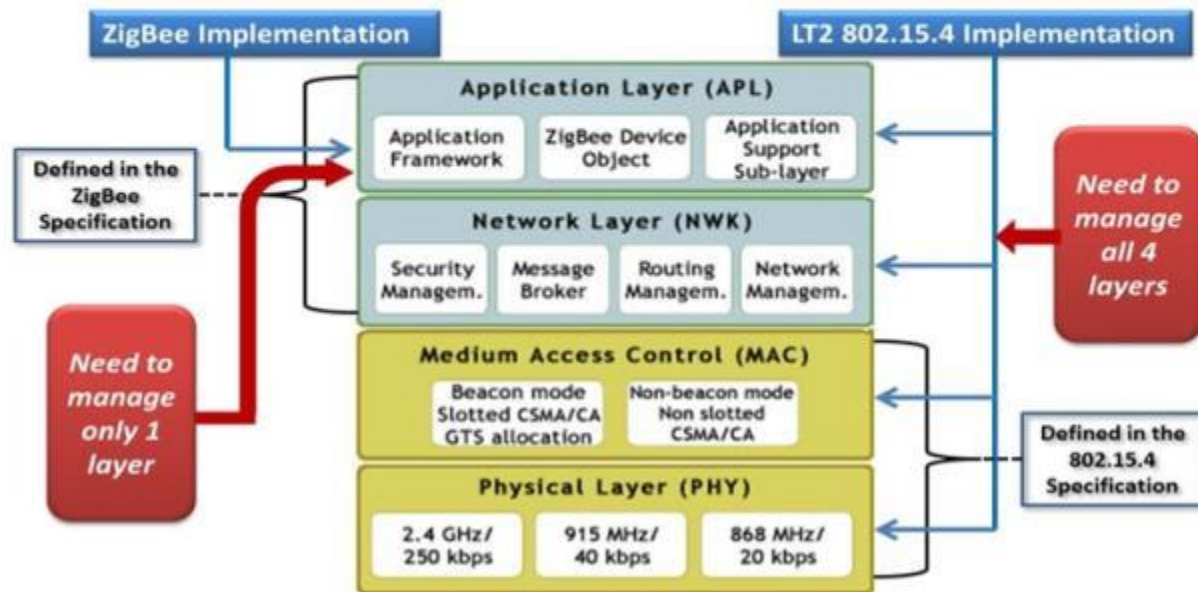 ZigBee Implementation
LT2 802.15.4 Implementation
Application Layer (APL)
Application
Framework
ZigBee Device
Object
Application
Support
Sub-layer
Defined in the
ZigBee
Specification
Need to
manage
all 4
layers
Network Layer (NWK)
Security
Managem.
Message
Broker
Routing
Managem.
Network
Managem.
Need to
manage
only 1
layer
Medium Access Control (MAC)
Beacon mode
Slotted CSMA/CA
GTS allocation
Non-beacon mode
Non slotted
CSMA/CA
Defined in the
802.15.4
Specification
Physical Layer (PHY)
2.4 GHz/
250 kbps
915 MHz/
40 kbps
868 MHz/
20 kbps